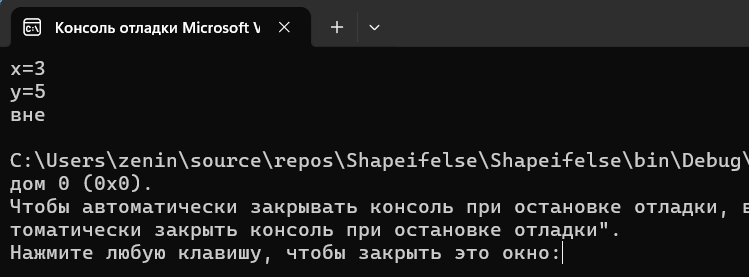 Консоль отладки Microsoft V
x=3
y=5
вне
C:\Users\zenin\source\repos\Shapeifelse\Shapeifelse\bin\Debug\
дом 0 (0x0).
Чтобы автоматически закрывать консоль при остановке отладки, в
томатически закрыть консоль при остановке отладки".
Нажмите любую клавишу, чтобы закрыть это окно: